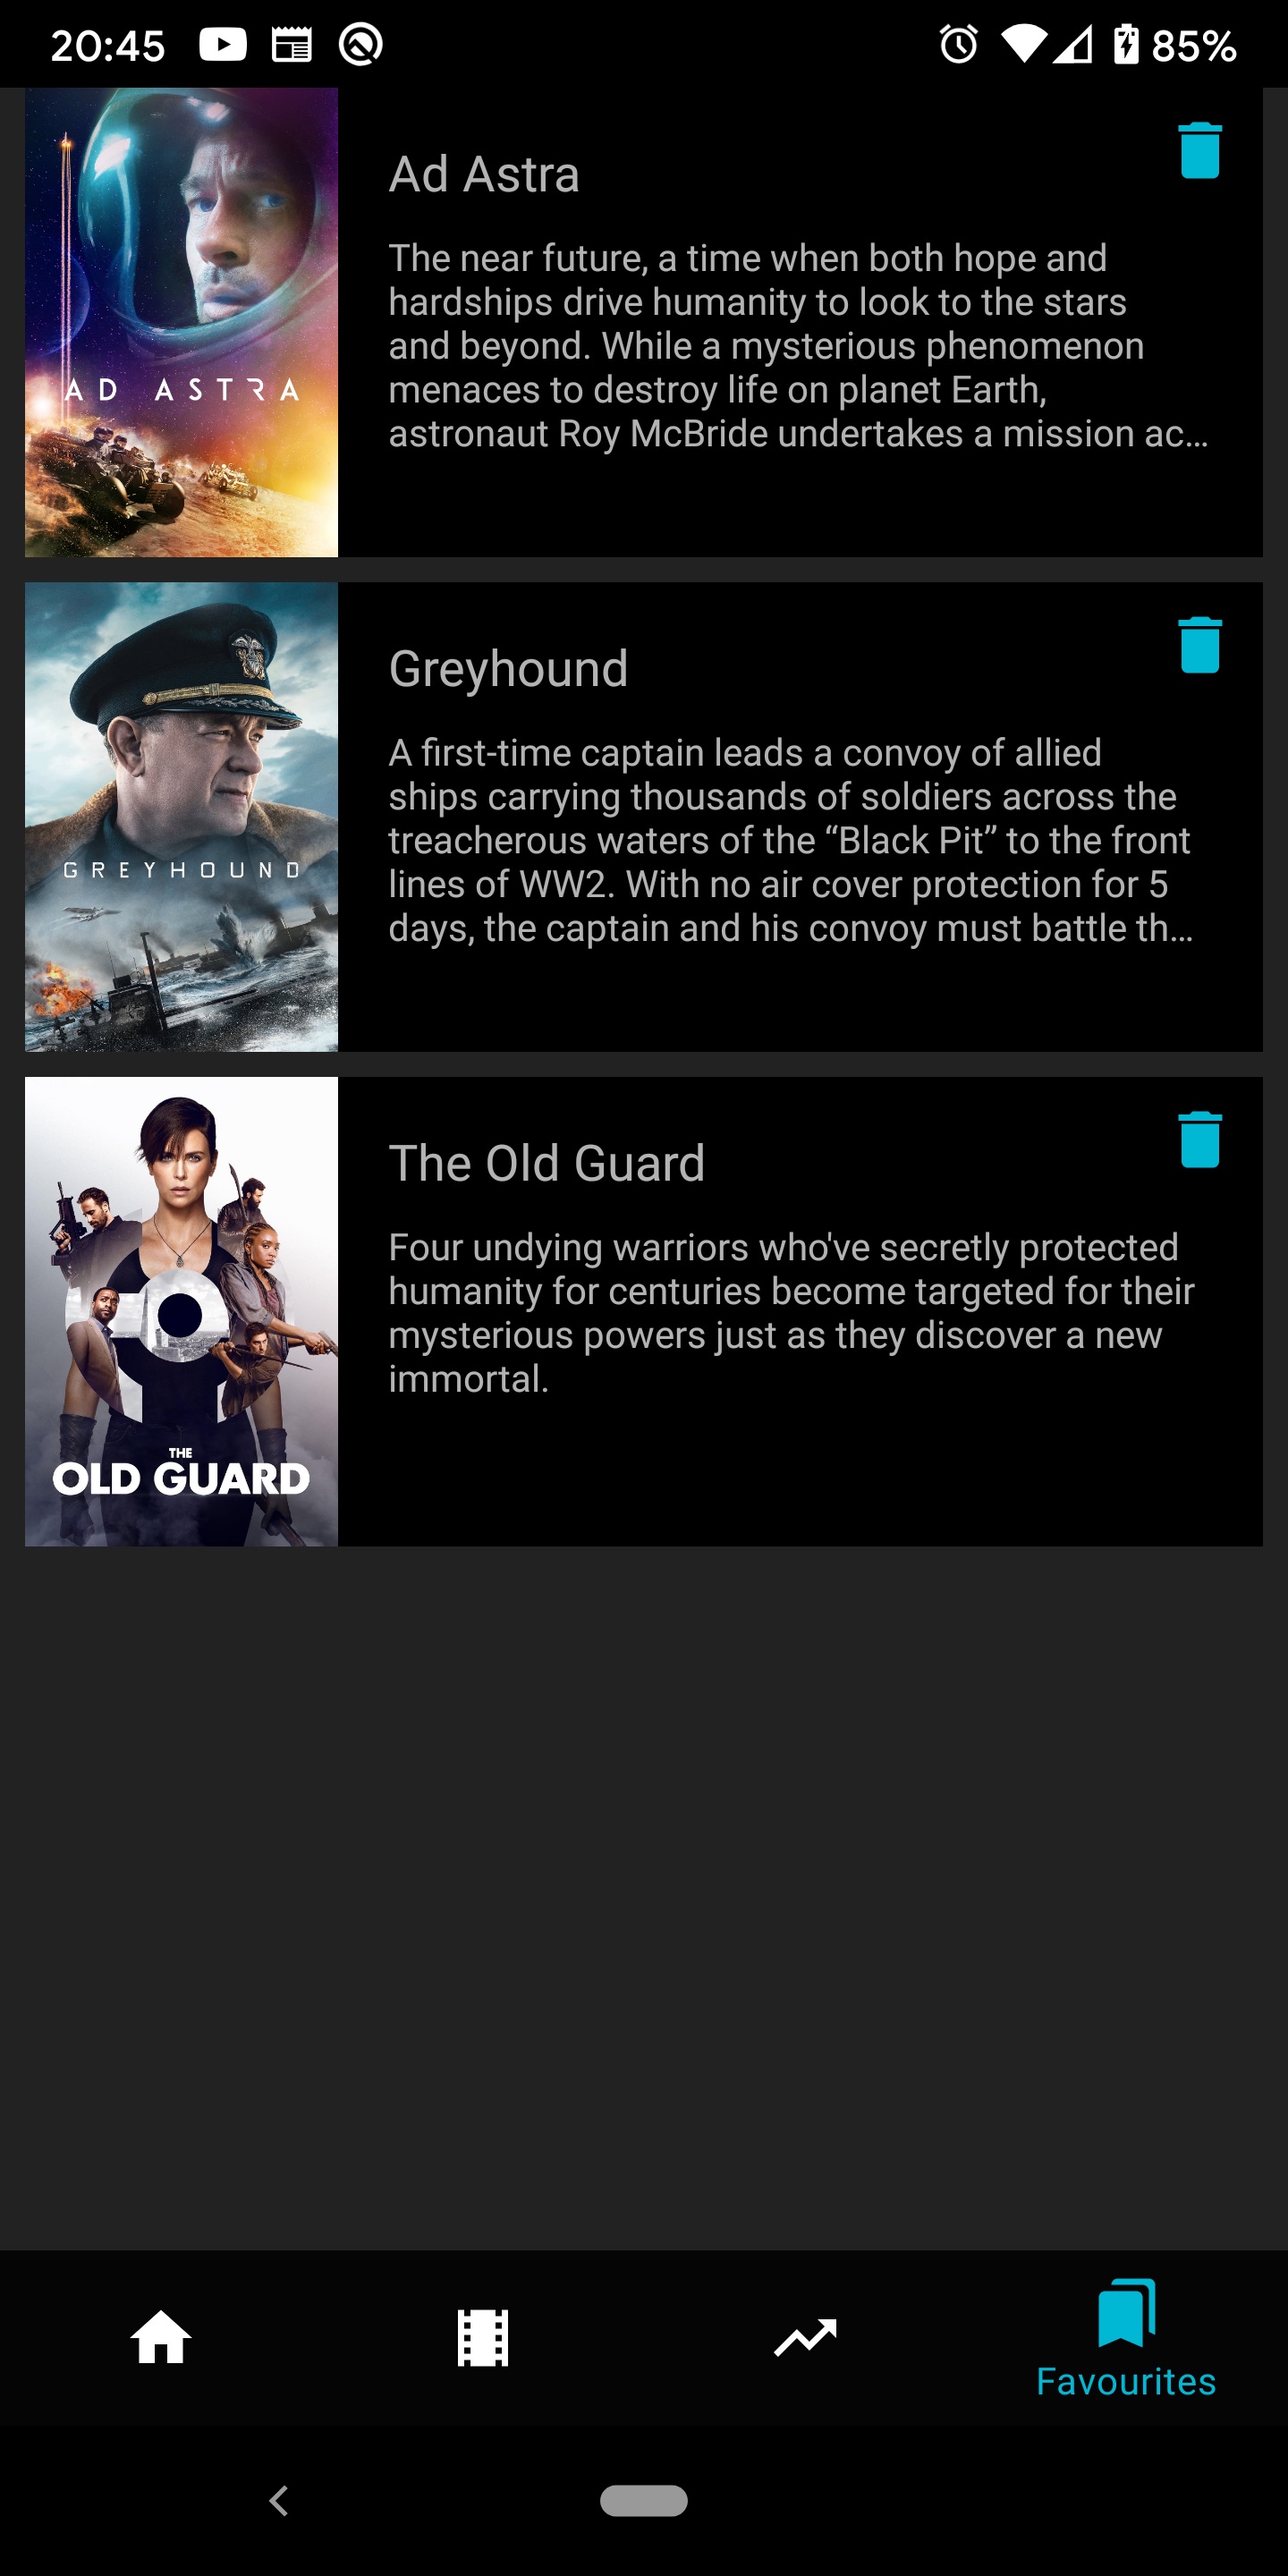 20:45
85%
Ad Astra
The near future, a time when both hope and
hardships drive humanity to look to the stars
and beyond. While a mysterious phenomenon
menaces to destroy life on planet Earth,
astronaut Roy McBride undertakes a mission ac...
AD ASTRA
Greyhound
A first-time captain leads a convoy of allied
ships carrying thousands of soldiers across the
treacherous waters of the “Black Pit” to the front
lines of WW2. With no air cover protection for 5
days, the captain and his convoy must battle th...
GREYHOUND
The Old Guard
Four undying warriors who've secretly protected
humanity for centuries become targeted for their
mysterious powers just as they discover a new
immortal.
THE
OLD GUARD
Favourites